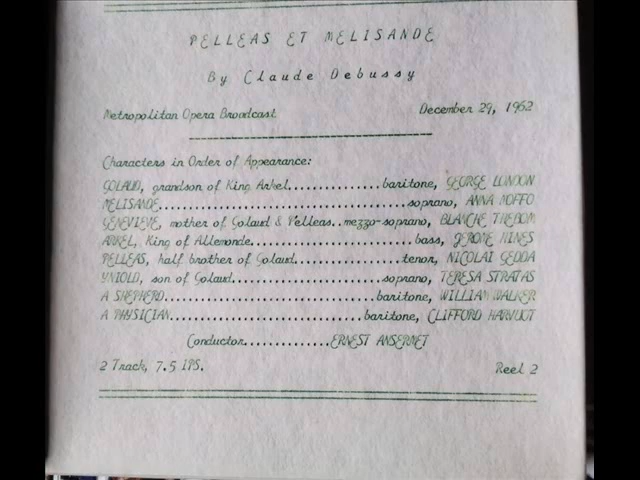 PELLEAS ET MELISANDE
By Claude Debussy
Metropolitan Opera Broadcast December 29, 1962
Characters in Order of Appearance:
GOLAUD, grandson of King Arkel..............baritone, GEORGE LONDON
MELISANDE.....................................soprano, ANNA MOFFO
GENEVIEVE, mother of Golaud & Pelleas..mezzo-soprano, BLANCHE THEBOM
ARKEL, King of Allemonde.........................bass, JEROME HINES
PELLEAS, half brother of Golaud................tenor, NICOLAI GEDDA
YNIOLD, son of Golaud.......................soprano, TERESA STRATAS
A SHEPHERD................................baritone, WILLIAM WALKER
A PHYSICIAN.............................baritone, CLIFFORD HARVUOT
Conductor.............ERNEST ANSERMET
2 Track, 7.5 IPS. Reel 2